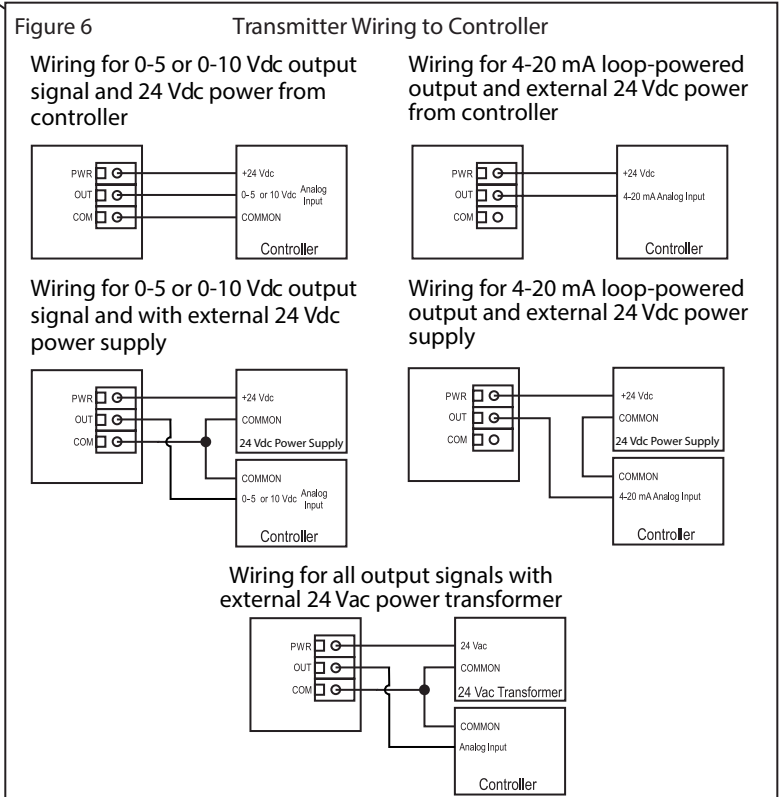 Figure 6
Transmitter Wiring to Controller
Wiring for 0-5 or 0-10 Vdc output
signal and 24 Vdc power from
controller
PWR
OUT
COM
+24 Vdc
0-5 or 10 Vdc Analog
Input
COMMON
Controller
Wiring for 4-20 mA loop-powered
output and external 24 Vdc power
from controller
PWR
OUT
COM
+24 Vdc
4-20 mA Analog Input
Controller
Wiring for 0-5 or 0-10 Vdc output
signal and with external 24 Vdc
power supply
PWR
OUT
COM
+24 Vdc
COMMON
24 Vdc Power Supply
COMMON
0-5 or 10 Vdc Analog
Input
Controller
Wiring for 4-20 mA loop-powered
output and external 24 Vdc power
supply
PWR
OUT
COM
+24 Vdc
COMMON
24 Vdc Power Supply
COMMON
4-20 mA Analog Input
Controller
Wiring for all output signals with
external 24 Vac power transformer
PWR
OUT
COM
24 Vac
COMMON
24 Vac Transformer
COMMON
Analog Input
Controller